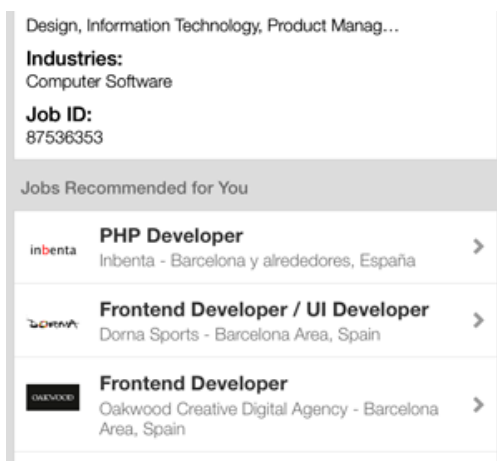 Design, Information Technology, Product Manag…
Industries:
Computer Software
Job ID:
87536353
Jobs Recommended for You
inbenta
PHP Developer
Inbenta - Barcelona y alrededores, España
DORNA
Frontend Developer / UI Developer
Dorna Sports - Barcelona Area, Spain
OAKWOOD
Frontend Developer
Oakwood Creative Digital Agency - Barcelona
Area, Spain